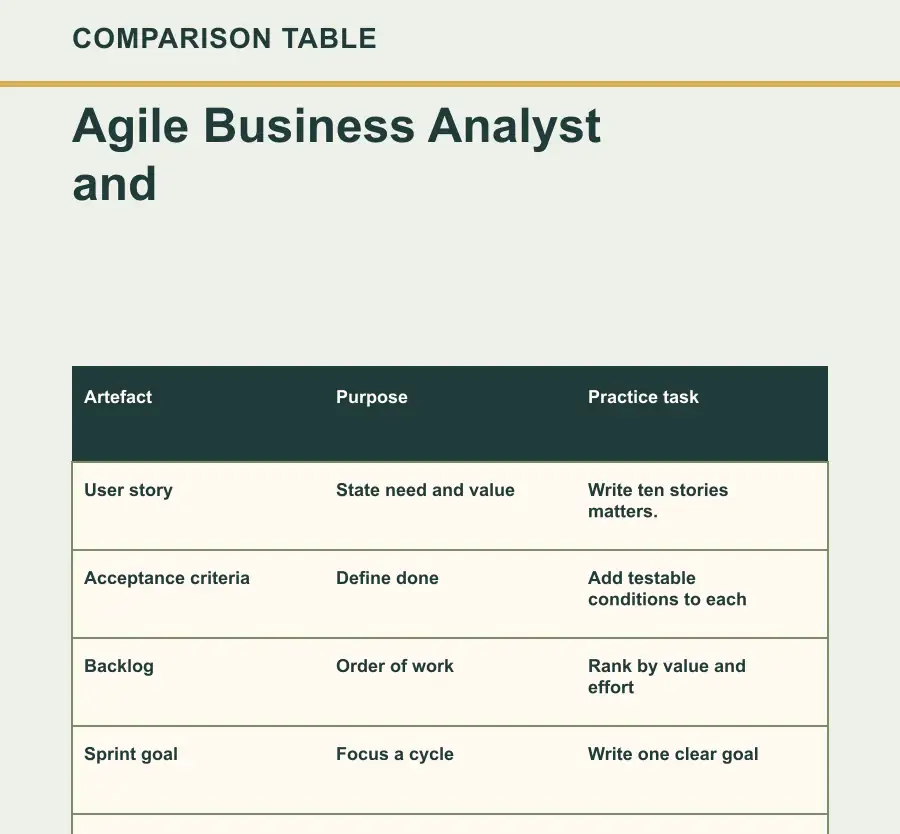 COMPARISON TABLE
Agile Business Analyst
and
Artefact Purpose Practice task
User story State need and value Write ten stories
matters.
Acceptance criteria Define done Add testable
conditions to each
Backlog Order of work Rank by value and
effort
Sprint goal Focus a cycle Write one clear goal